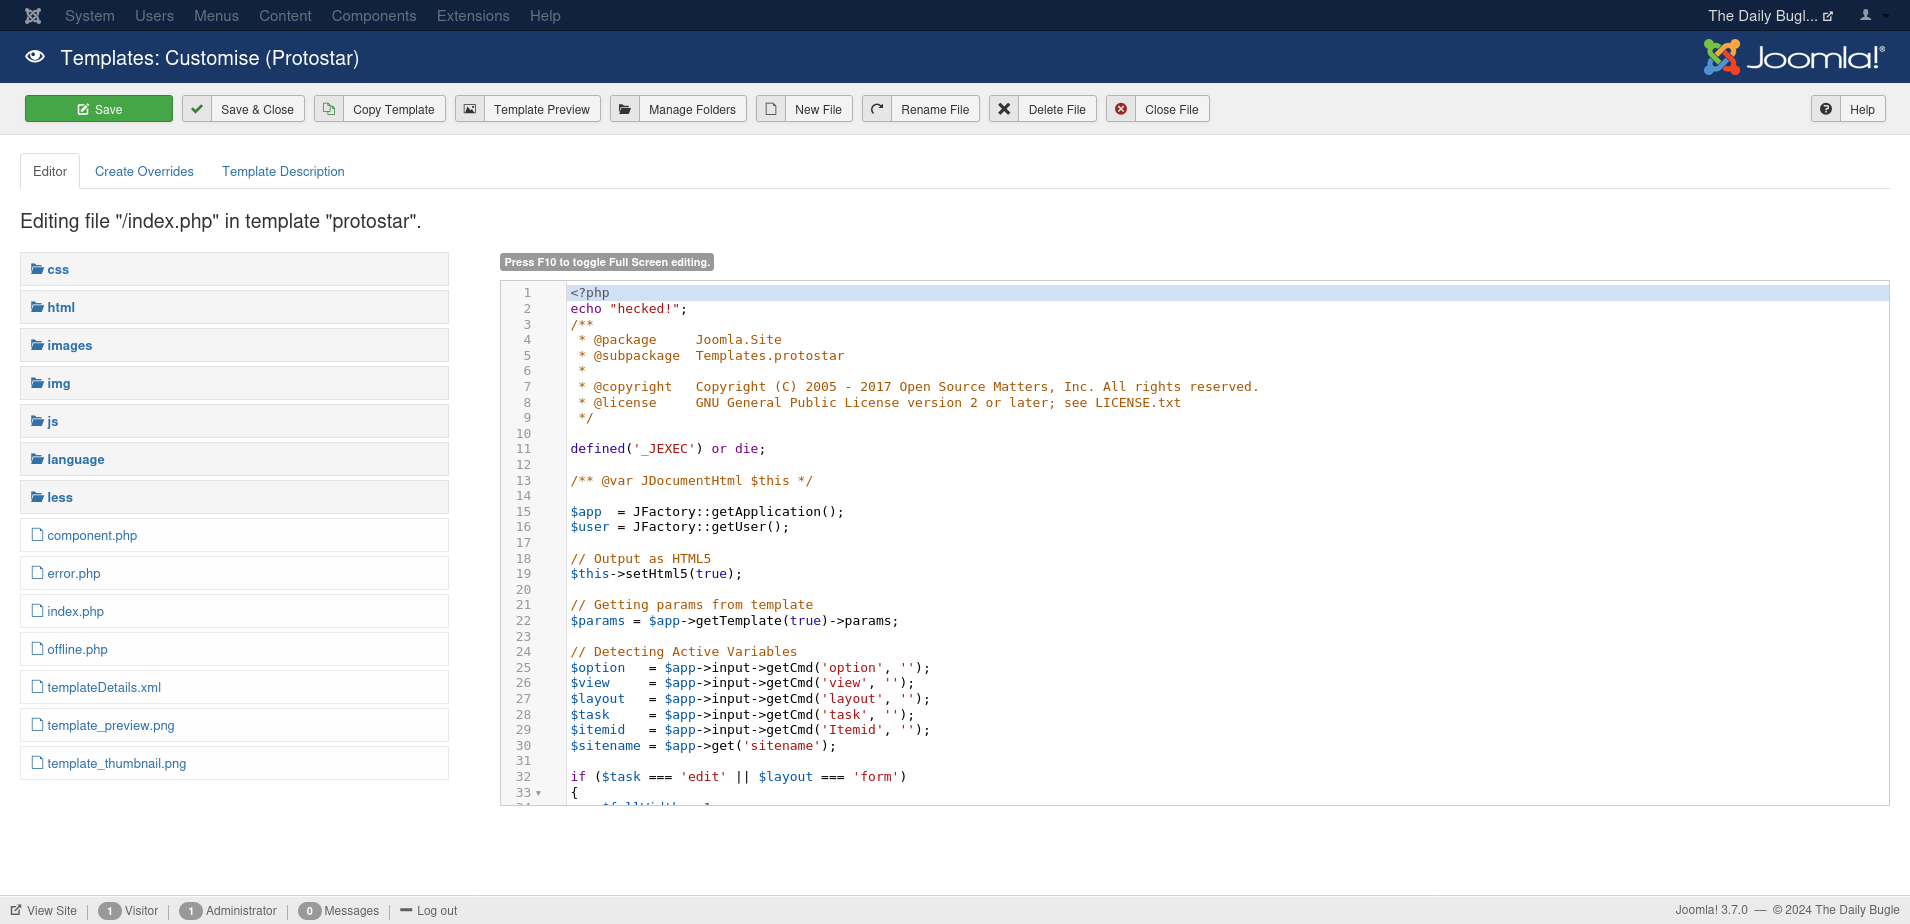 System Users Menus Content Components Extensions Help The Daily Bugl...
Templates: Customise (Protostar) Joomla!®
Save Save & Close Copy Template Template Preview Manage Folders New File Rename File Delete File Close File Help
Editor Create Overrides Template Description
Editing file "/index.php" in template "protostar".
css
html
images
img
js
language
less
component.php
error.php
index.php
offline.php
templateDetails.xml
template_preview.png
template_thumbnail.png
Press F10 to toggle Full Screen editing.
1 <?php
2 echo "hecked!";
3 /**
4  * @package     Joomla.Site
5  * @subpackage  Templates.protostar
6  *
7  * @copyright   Copyright (C) 2005 - 2017 Open Source Matters, Inc. All rights reserved.
8  * @license     GNU General Public License version 2 or later; see LICENSE.txt
9  */
10
11 defined('_JEXEC') or die;
12
13 /** @var JDocumentHtml $this */
14
15 $app  = JFactory::getApplication();
16 $user = JFactory::getUser();
17
18 // Output as HTML5
19 $this->setHtml5(true);
20
21 // Getting params from template
22 $params = $app->getTemplate(true)->params;
23
24 // Detecting Active Variables
25 $option   = $app->input->getCmd('option', '');
26 $view     = $app->input->getCmd('view', '');
27 $layout   = $app->input->getCmd('layout', '');
28 $task     = $app->input->getCmd('task', '');
29 $itemid   = $app->input->getCmd('Itemid', '');
30 $sitename = $app->get('sitename');
31
32 if ($task === 'edit' || $layout === 'form')
33 {
View Site 1 Visitor 1 Administrator 0 Messages Log out Joomla! 3.7.0 — © 2024 The Daily Bugle